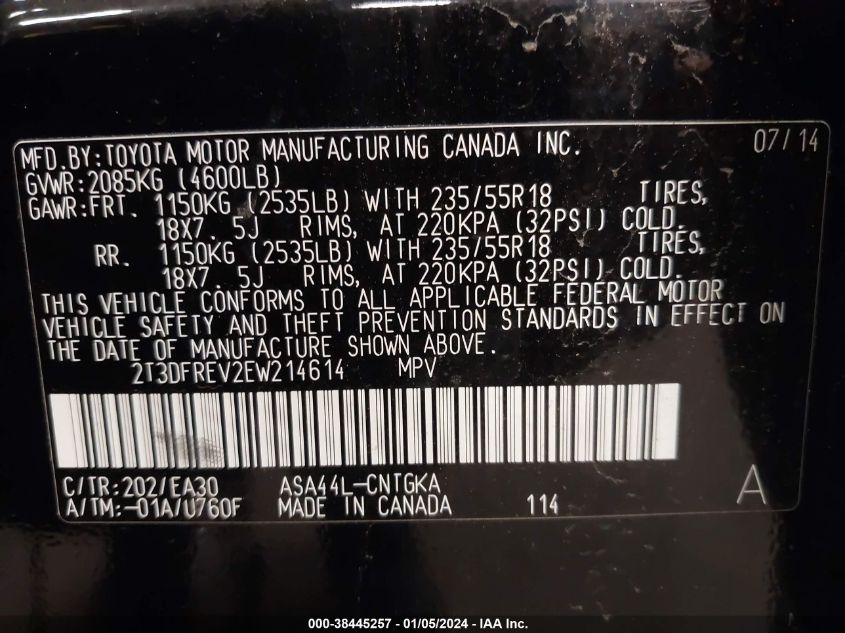 MFD.BY:TOYOTA MOTOR MANUFACTURING CANADA INC. 07/14
GVWR:2085KG (4600LB)
GAWR:FRT. 1150KG (2535LB) WITH 235/55R18 TIRES,
18X7. 5J RIMS, AT 220KPA (32PSI) COLD.
RR. 1150KG (2535LB) WITH 235/55R18 TIRES,
18X7. 5J RIMS, AT 220KPA (32PSI) COLD.
THIS VEHICLE CONFORMS TO ALL APPLICABLE FEDERAL MOTOR
VEHICLE SAFETY AND THEFT PREVENTION STANDARDS IN EFFECT ON
THE DATE OF MANUFACTURE SHOWN ABOVE.
2T3DFREV2EW214614 MPV
C/TR:202/EA30 ASA44L-CNTGKA A
A/TM:-01A/U760F MADE IN CANADA 114
000-38445257 - 01/05/2024 - IAA Inc.